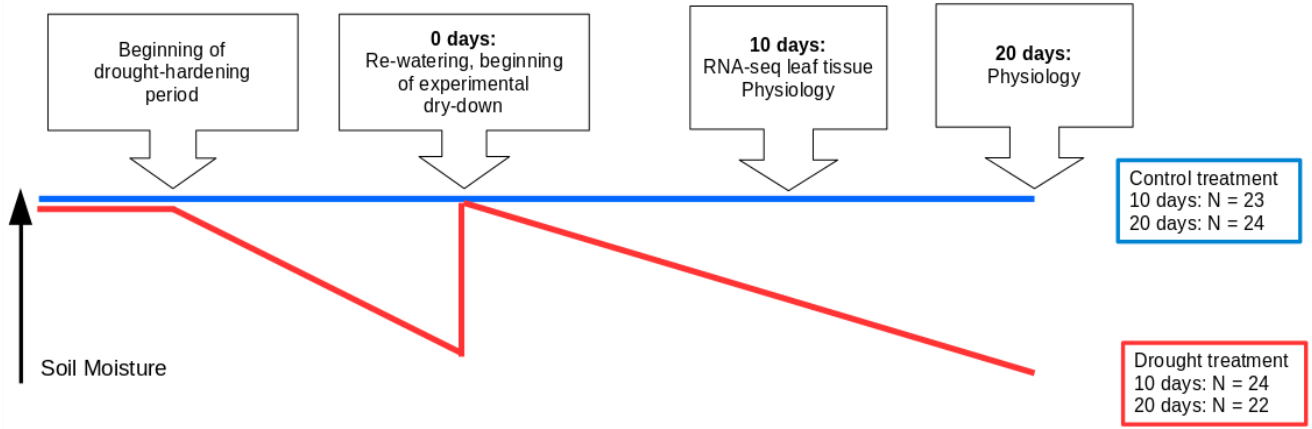 Beginning of
drought-hardening
period
0 days:
Re-watering, beginning
of experimental
dry-down
10 days:
RNA-seq leaf tissue
Physiology
20 days:
Physiology
Control treatment
10 days: N = 23
20 days: N = 24
Soil Moisture
Drought treatment
10 days: N = 24
20 days: N = 22